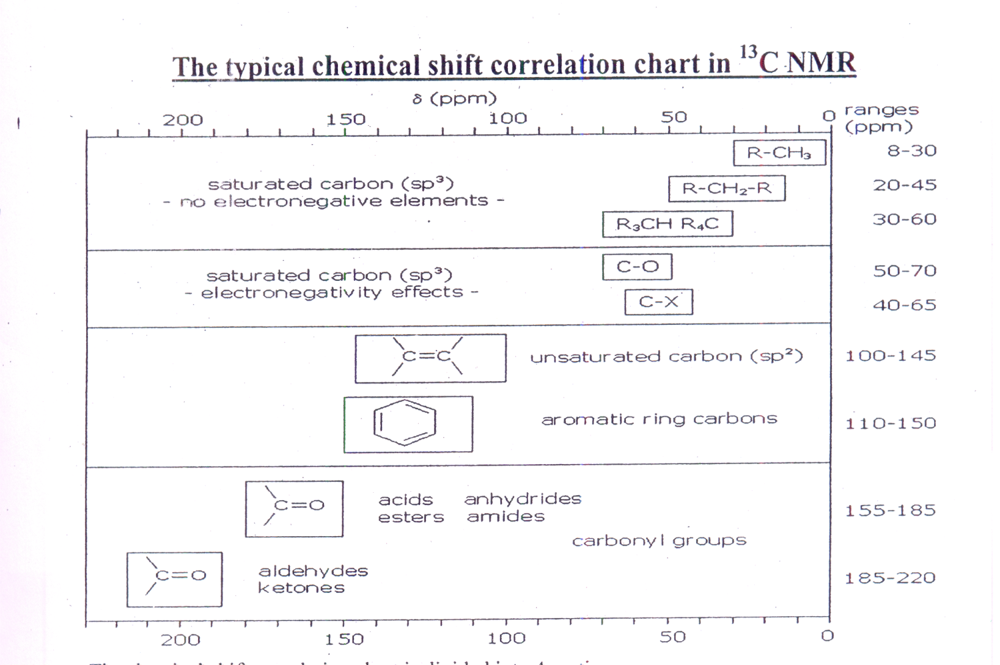 The typical chemical shift correlation chart in ¹³C NMR
δ (ppm)
200 150 100 50 0 ranges
(ppm)
R-CH₃ 8-30
saturated carbon (sp³)
- no electronegative elements -
R-CH₂-R 20-45
R₃CH R₄C 30-60
C-O 50-70
saturated carbon (sp³)
- electronegativity effects -
C-X 40-65
C=C unsaturated carbon (sp²) 100-145
aromatic ring carbons 110-150
C=O acids anhydrides 155-185
esters amides
carbonyl groups
C=O aldehydes 185-220
ketones
200 150 100 50 0